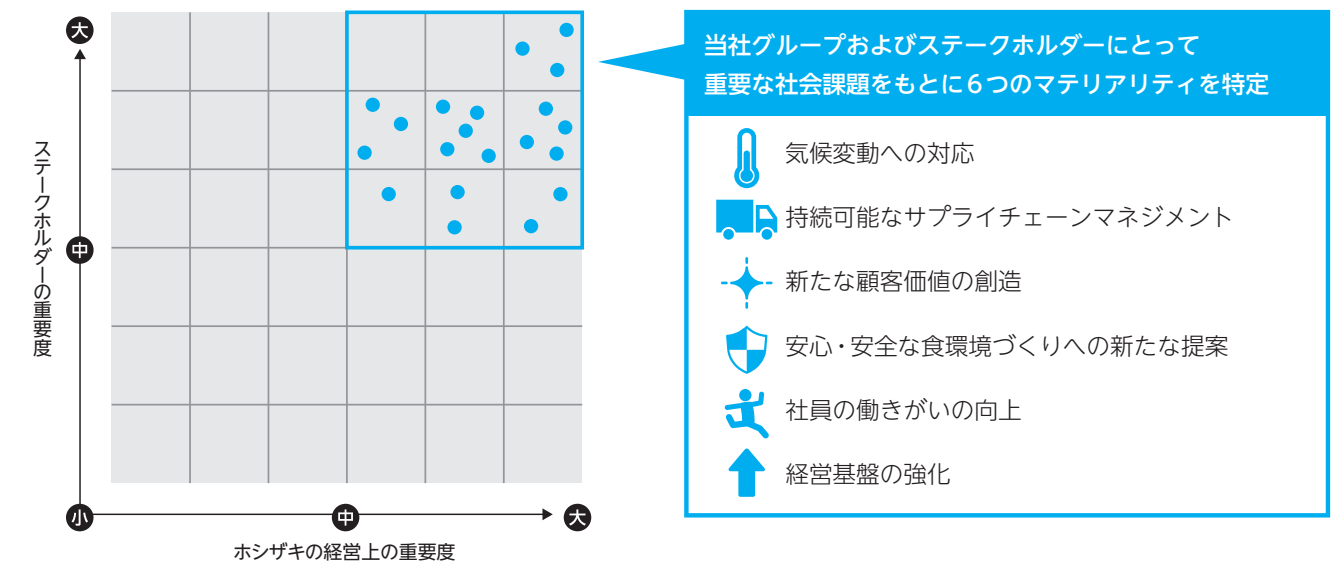 大
中
小
中
大
ステークホルダーの重要度
ホシザキの経営上の重要度
当社グループおよびステークホルダーにとって
重要な社会課題をもとに6つのマテリアリティを特定
気候変動への対応
持続可能なサプライチェーンマネジメント
新たな顧客価値の創造
安心・安全な食環境づくりへの新たな提案
社員の働きがいの向上
経営基盤の強化